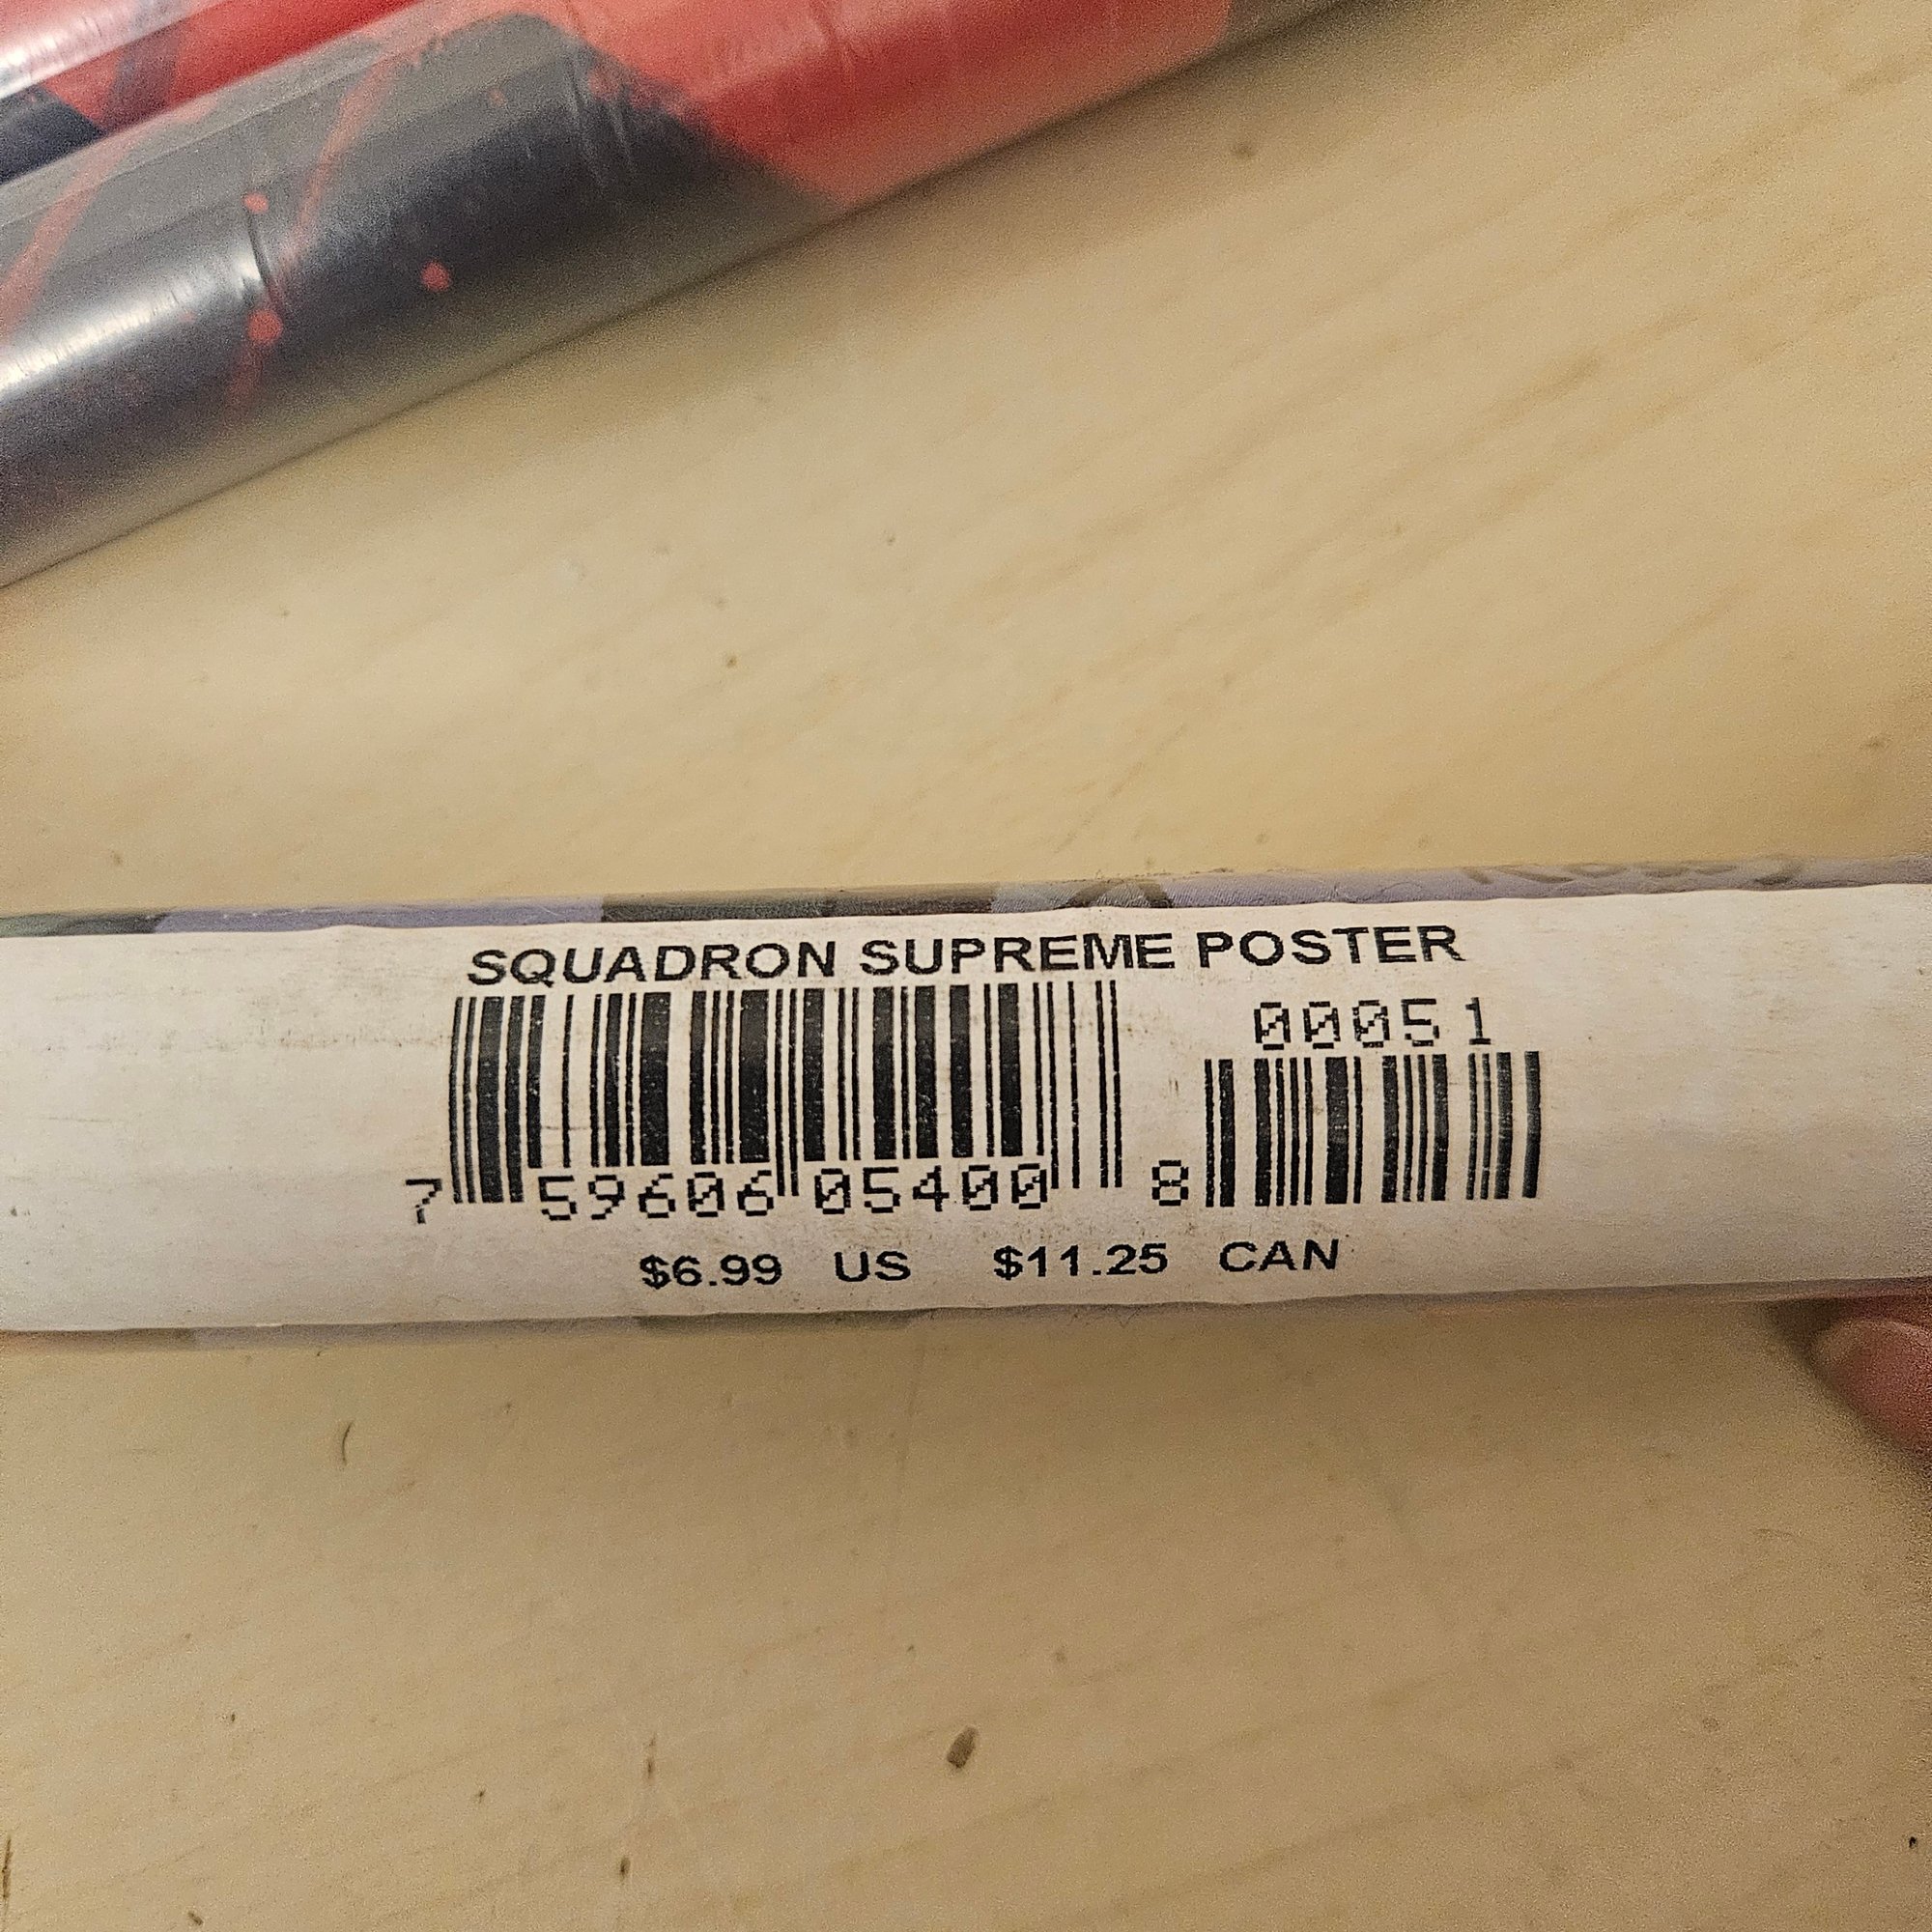 SQUADRON SUPREME POSTER
00051
7 59606 05400 8
$6.99 US $11.25 CAN